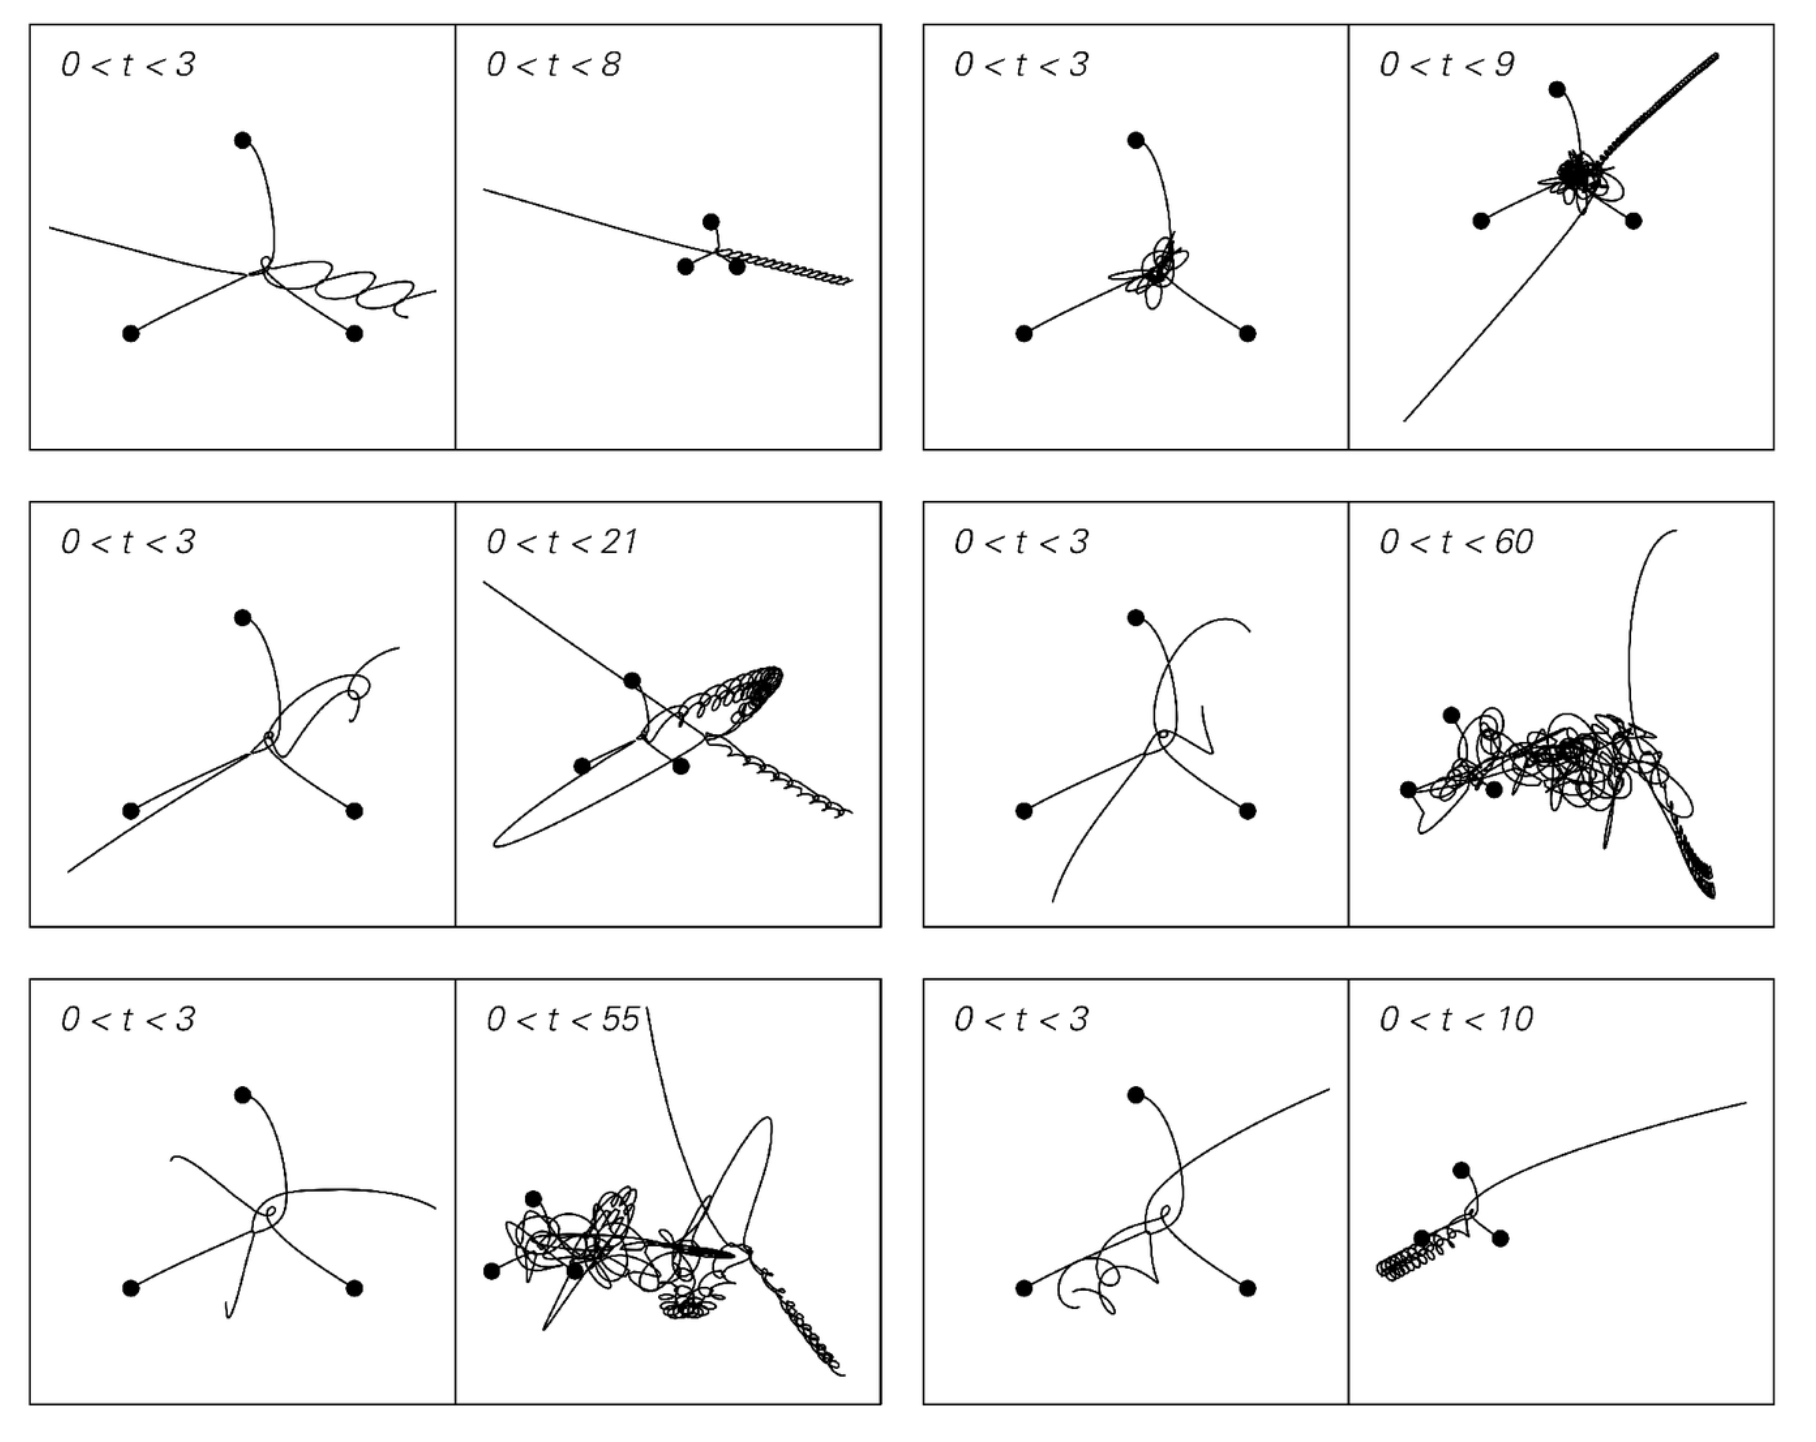 0 < t < 3
0 < t < 8
0 < t < 3
0 < t < 9
0 < t < 3
0 < t < 21
0 < t < 3
0 < t < 60
0 < t < 3
0 < t < 55
0 < t < 3
0 < t < 10